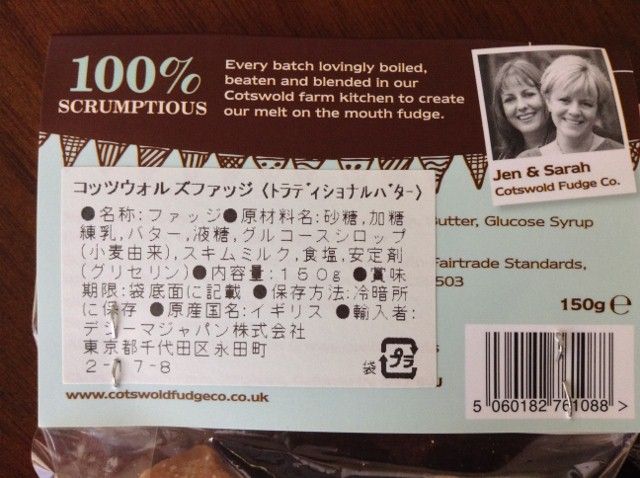 100%
SCRUMPTIOUS
Every batch lovingly boiled,
beaten and blended in our
Cotswold farm kitchen to create
our melt on the mouth fudge.
Jen & Sarah
Cotswold Fudge Co.
コッツウォルズファッジ〈トラディショナルバター〉
●名称:ファッジ●原材料名:砂糖,加糖
練乳,バター,液糖,グルコースシロップ
(小麦由来),スキムミルク,食塩,安定剤
(グリセリン)●内容量:150g●賞味
期限:袋底面に記載 ●保存方法:冷暗所
に保存 ●原産国名:イギリス ●輸入者:
デシーマジャパン株式会社
東京都千代田区永田町
2-17-8
袋 プラ
Butter, Glucose Syrup
Fairtrade Standards,
503
150g e
www.cotswoldfudgeco.co.uk
5 060182 761088 >